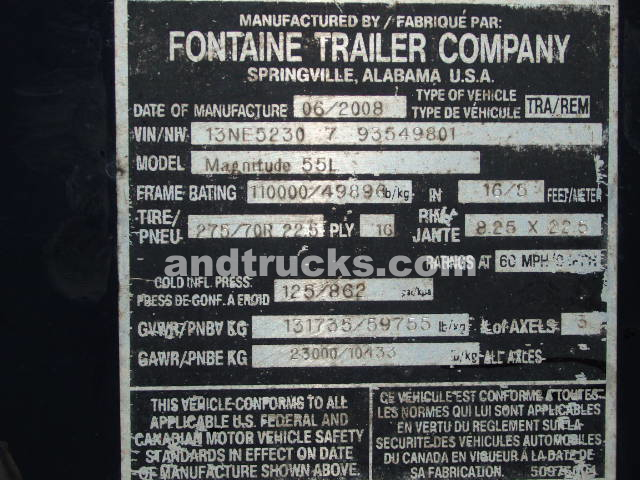 MANUFACTURED BY / FABRIQUÉ PAR:
FONTAINE TRAILER COMPANY
SPRINGVILLE, ALABAMA U.S.A.
TYPE OF VEHICLE
DATE OF MANUFACTURE 06/2008 TYPE DE VÉHICULE TRA/REM
VIN/NIV 13NE5230 7 93549801
MODEL Magnitude 55L
FRAME RATING 110000/49896 lb/kg IN 16/5 FEET/METER
TIRE/ RIM/
PNEU 275/70R 22.5 PLY 16 JANTE 8.25 X 22.5
andtrucks.com
RATINGS AT 60 MPH
COLD INFL. PRESS.
PRESS DE GONF. À FROID 125/862
GVWR/PNBV KG 131735/59755 lb/kg # of AXELS 3
GAWR/PNBE KG 23000/10433 lb/kg ALL AXLES
THIS VEHICLE CONFORMS TO ALL
APPLICABLE U.S. FEDERAL AND
CANADIAN MOTOR VEHICLE SAFETY
STANDARDS IN EFFECT ON DATE
OF MANUFACTURE SHOWN ABOVE.
CE VÉHICULE EST CONFORME À TOUTES
LES NORMES QUI LUI SONT APPLICABLES
EN VERTU DU REGLEMENT SUR LA
SECURITE DES VÉHICULES AUTOMOBILES
DU CANADA EN VIGUEUR À LA DATE DE
SA FABRICATION.